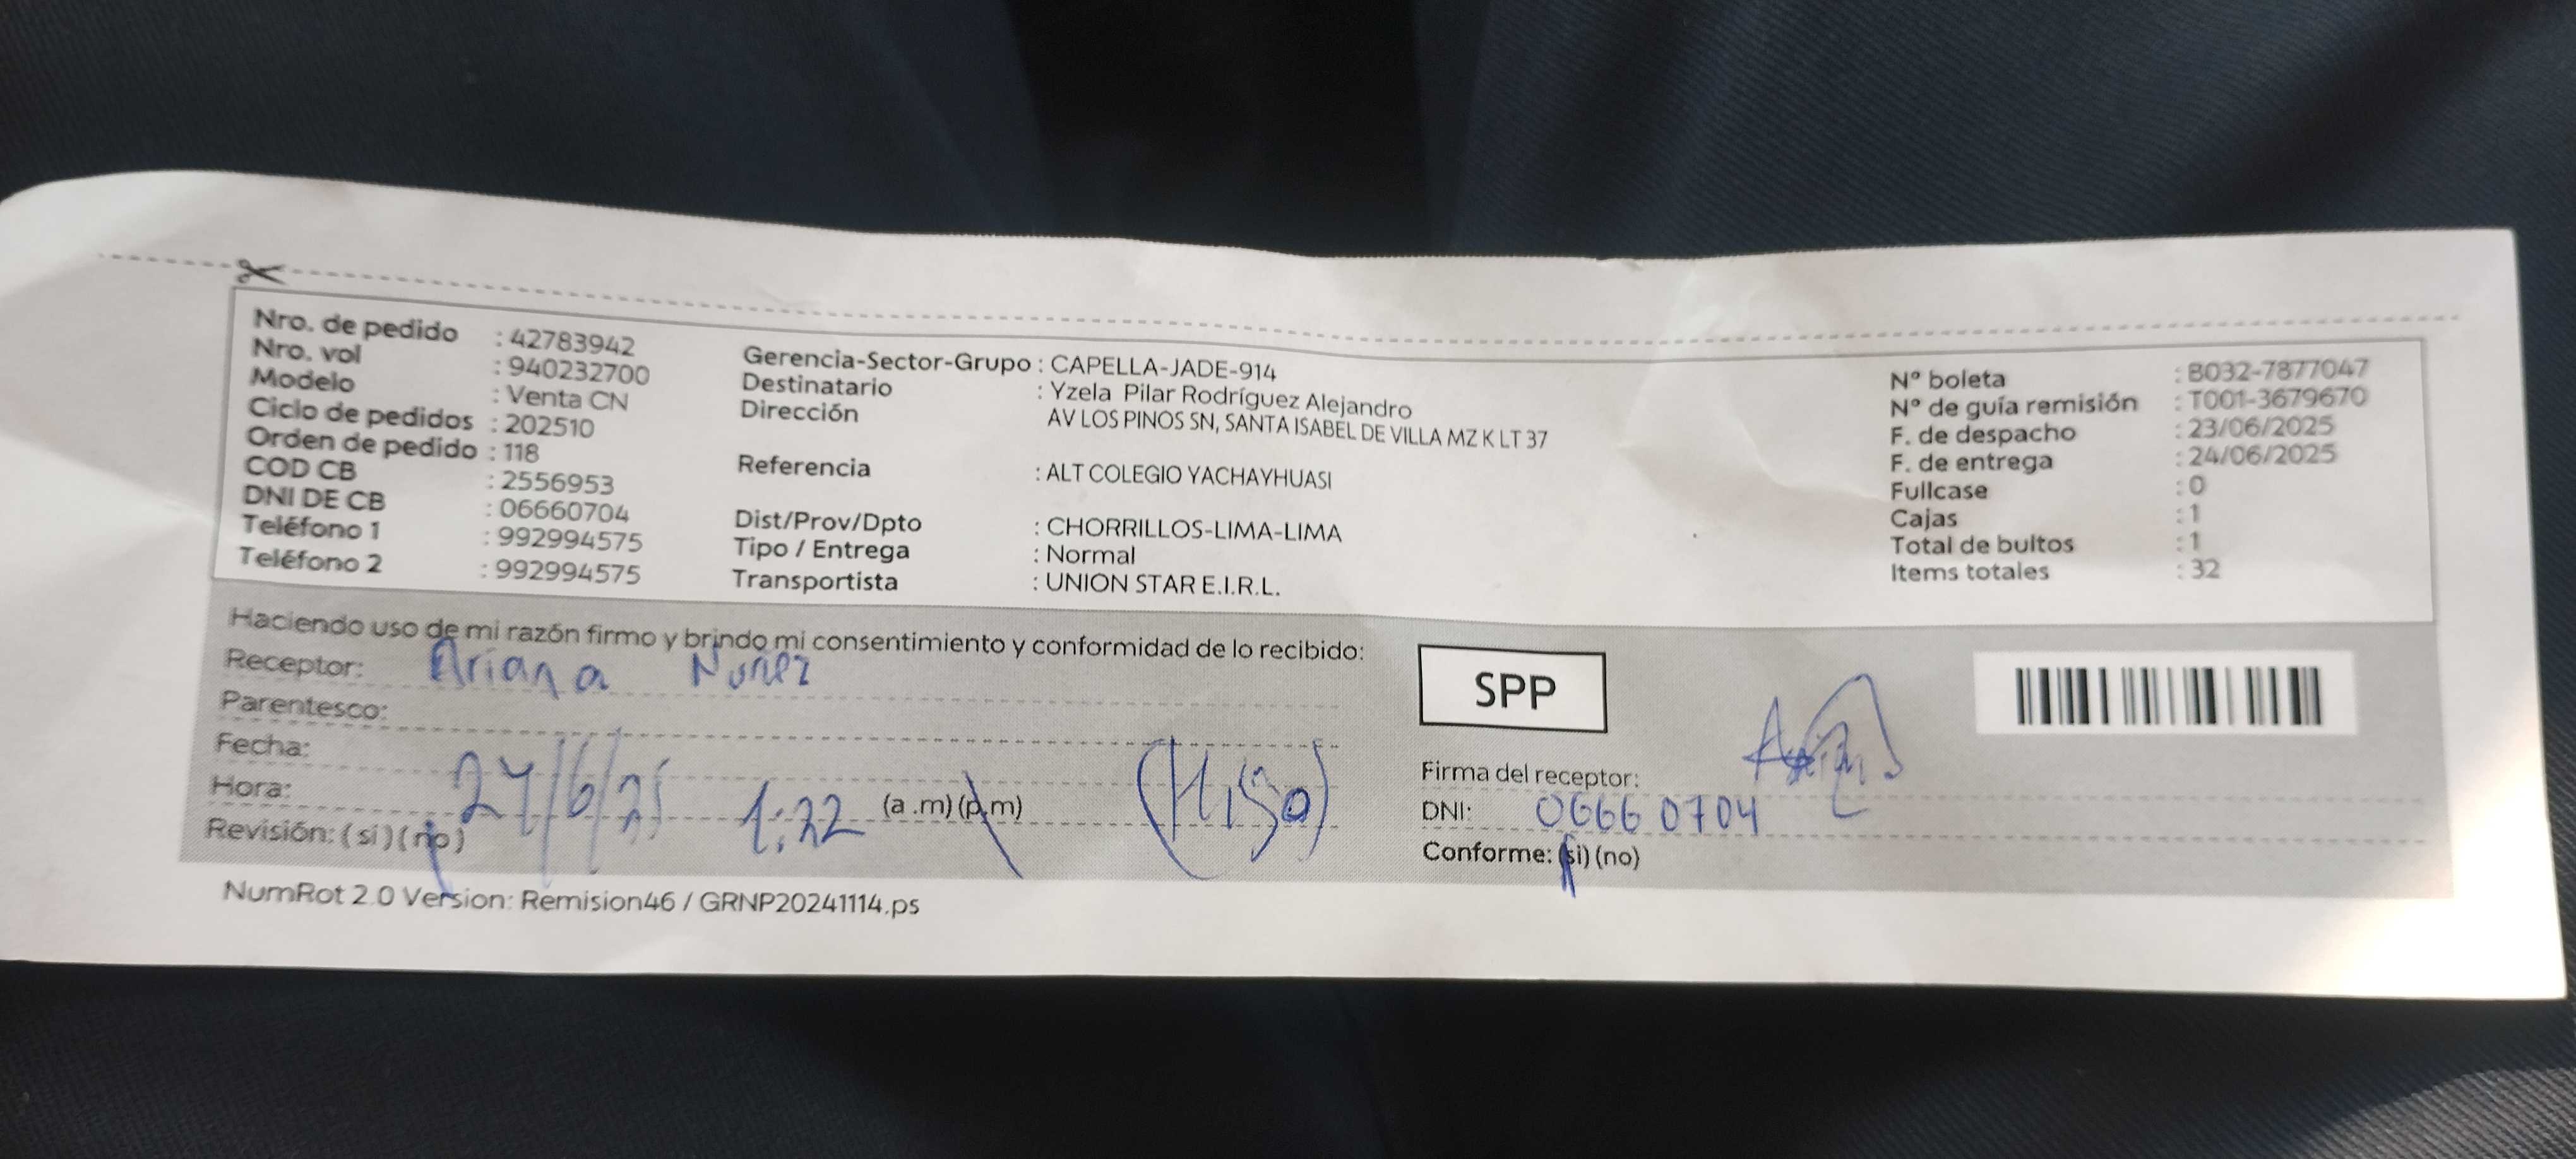 Nro. de pedido : 42783942
Nro. vol : 940232700
Modelo : Venta CN
Ciclo de pedidos : 202510
Orden de pedido : 118
COD CB : 2556953
DNI DE CB : 06660704
Teléfono 1 : 992994575
Teléfono 2 : 992994575
Gerencia-Sector-Grupo : CAPELLA-JADE-914
Destinatario : Yzela Pilar Rodríguez Alejandro
Dirección AV LOS PINOS SN, SANTA ISABEL DE VILLA MZ K LT 37
Referencia : ALT COLEGIO YACHAYHUASI
Dist/Prov/Dpto : CHORRILLOS-LIMA-LIMA
Tipo / Entrega : Normal
Transportista : UNION STAR E.I.R.L.
N° boleta : B032-7877047
N° de guía remisión : T001-3679670
F. de despacho : 23/06/2025
F. de entrega : 24/06/2025
Fullcase : 0
Cajas : 1
Total de bultos : 1
Items totales : 32
Haciendo uso de mi razón firmo y brindo mi consentimiento y conformidad de lo recibido:
Receptor: Ariana Nuñez
Parentesco:
Fecha:
Hora: 24/6/25 1:22 (a.m) (p.m) (Hija)
Revisión: (si) (no)
SPP
Firma del receptor:
DNI: 06660704
Conforme: (si) (no)
NumRot 2.0 Version: Remision46 / GRNP20241114.ps